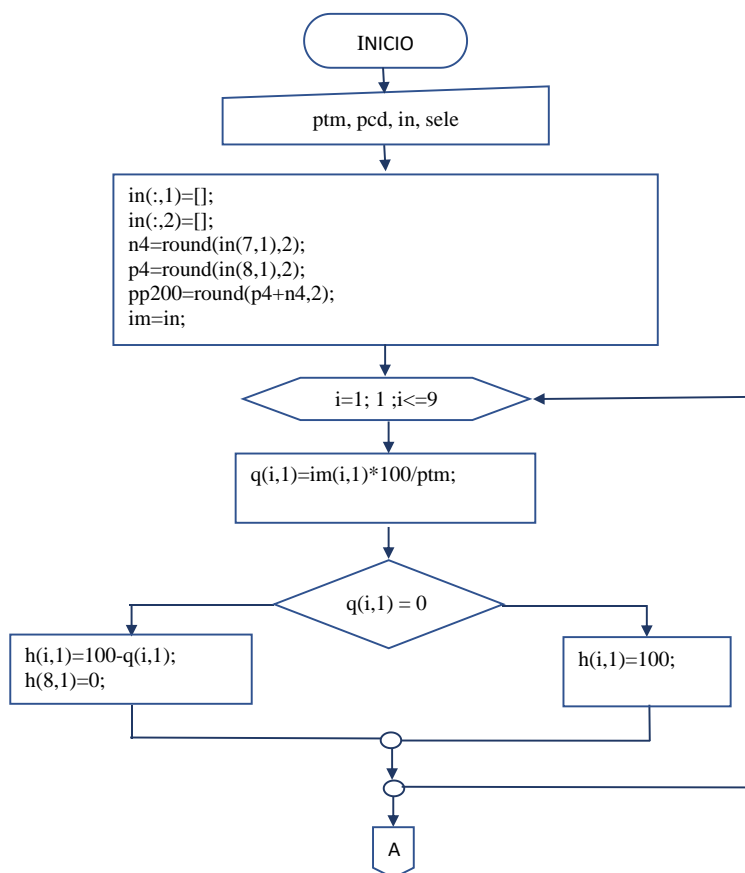 INICIO
ptm, pcd, in, sele
in(:,1)=[];
in(:,2)=[];
n4=round(in(7,1),2);
p4=round(in(8,1),2);
pp200=round(p4+n4,2);
im=in;
i=1; 1 ;i<=9
q(i,1)=im(i,1)*100/ptm;
q(i,1) = 0
h(i,1)=100-q(i,1);
h(8,1)=0;
h(i,1)=100;
A